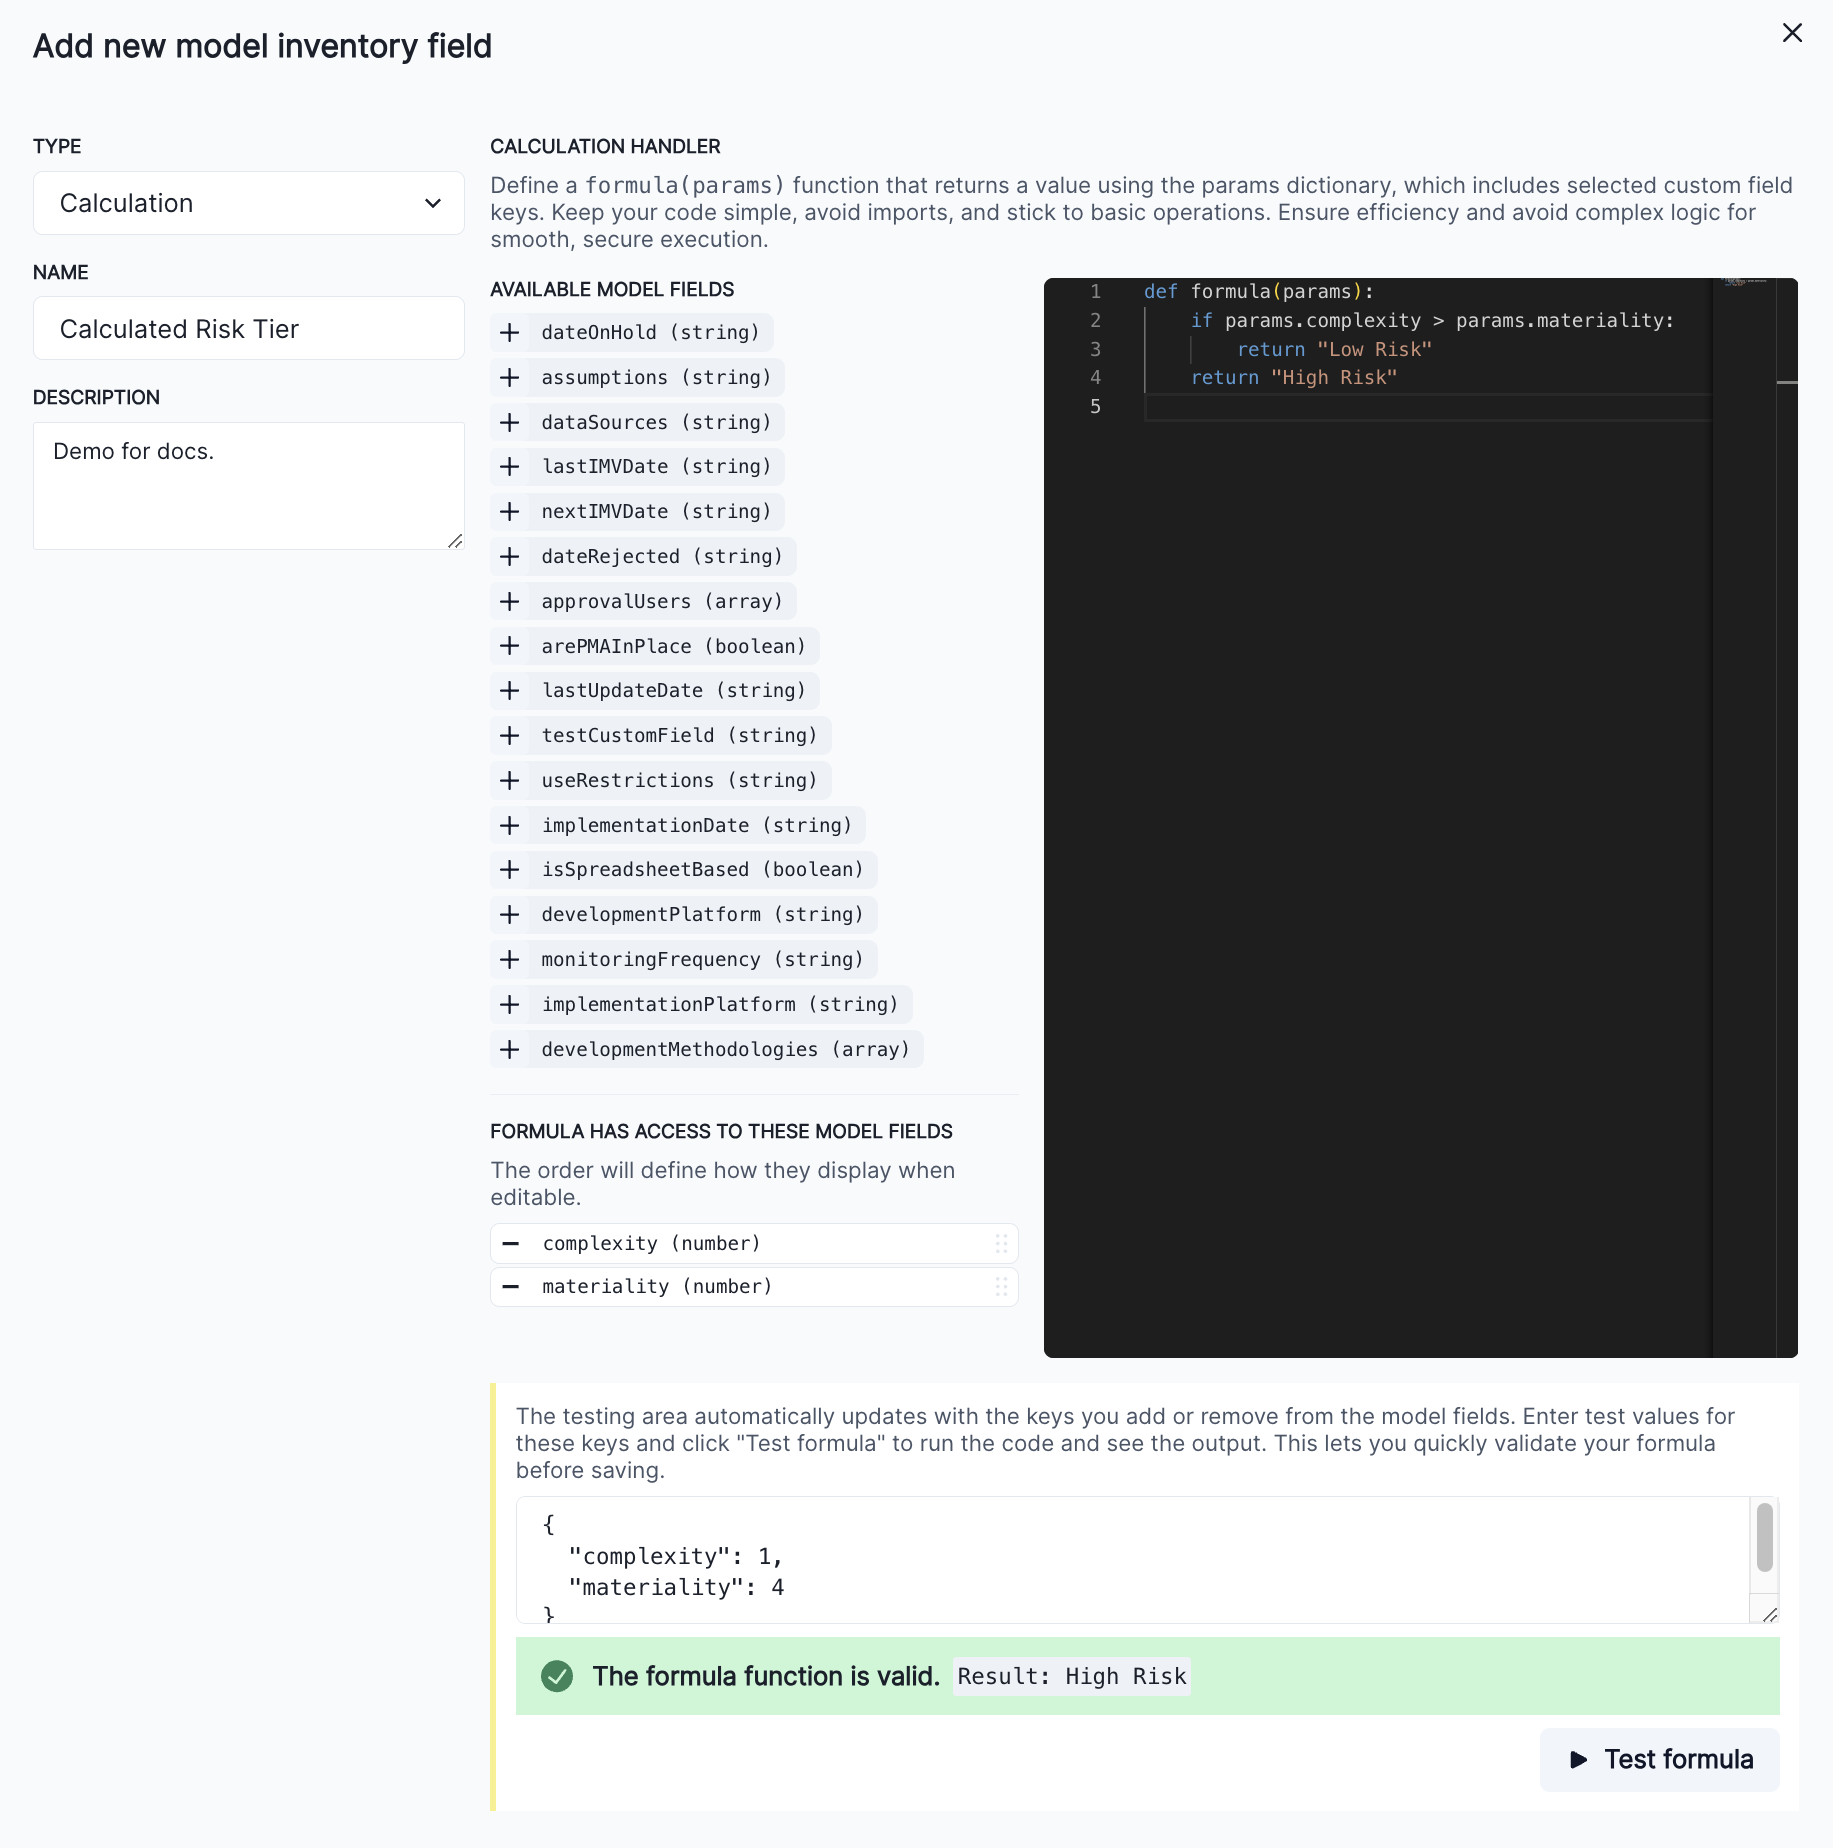 Add new model inventory field
TYPE
Calculation
NAME
Calculated Risk Tier
DESCRIPTION
Demo for docs.
CALCULATION HANDLER
Define a formula(params) function that returns a value using the params dictionary, which includes selected custom field
keys. Keep your code simple, avoid imports, and stick to basic operations. Ensure efficiency and avoid complex logic for
smooth, secure execution.
AVAILABLE MODEL FIELDS
dateOnHold (string)
assumptions (string)
dataSources (string)
lastIMVDate (string)
nextIMVDate (string)
dateRejected (string)
approvalUsers (array)
arePMAInPlace (boolean)
lastUpdateDate (string)
testCustomField (string)
useRestrictions (string)
implementationDate (string)
isSpreadsheetBased (boolean)
developmentPlatform (string)
monitoringFrequency (string)
implementationPlatform (string)
developmentMethodologies (array)
FORMULA HAS ACCESS TO THESE MODEL FIELDS
The order will define how they display when
editable.
complexity (number)
materiality (number)
1 def formula(params):
2 if params.complexity > params.materiality:
3 return "Low Risk"
4 return "High Risk"
5
The testing area automatically updates with the keys you add or remove from the model fields. Enter test values for
these keys and click "Test formula" to run the code and see the output. This lets you quickly validate your formula
before saving.
{
"complexity": 1,
"materiality": 4
}
The formula function is valid. Result: High Risk
Test formula